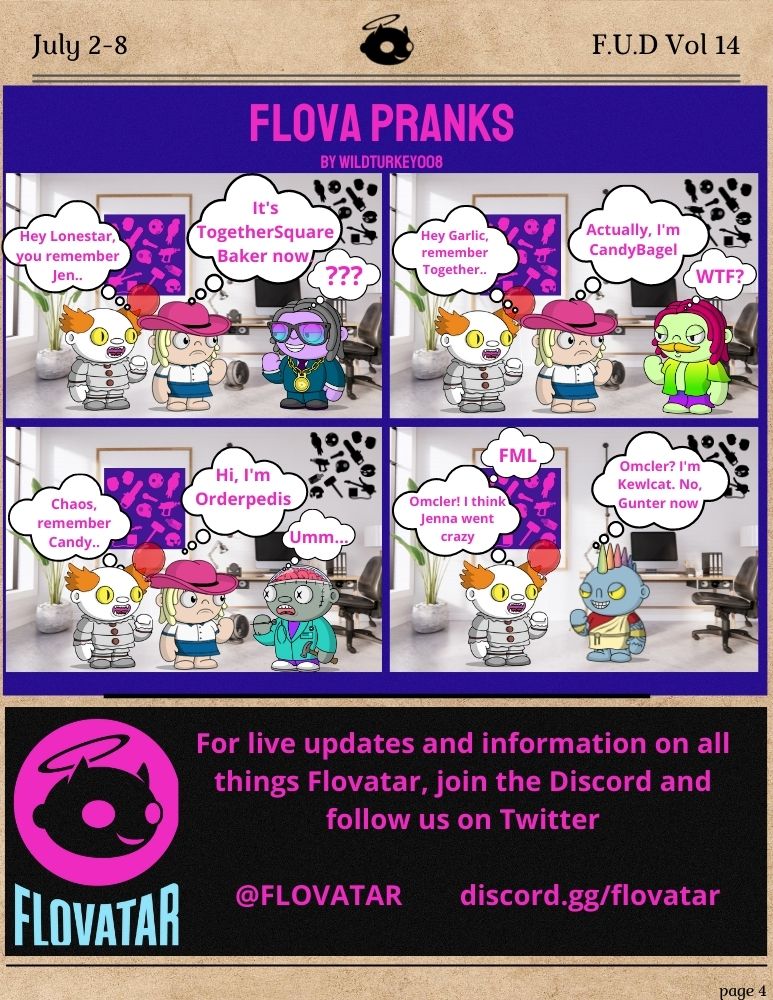 July 2-8
F.U.D Vol 14
FLOVA PRANKS
BY WILDTURKEY008
Hey Lonestar,
you remember
Jen..
It's
TogetherSquare
Baker now
???
Hey Garlic,
remember
Together..
Actually, I'm
CandyBagel
WTF?
Chaos,
remember
Candy..
Hi, I'm
Orderpedis
Umm...
Omcler! I think
Jenna went
crazy
FML
Omcler? I'm
Kewlcat. No,
Gunter now
For live updates and information on all
things Flovatar, join the Discord and
follow us on Twitter
@FLOVATAR
discord.gg/flovatar
FLOVATAR
page 4